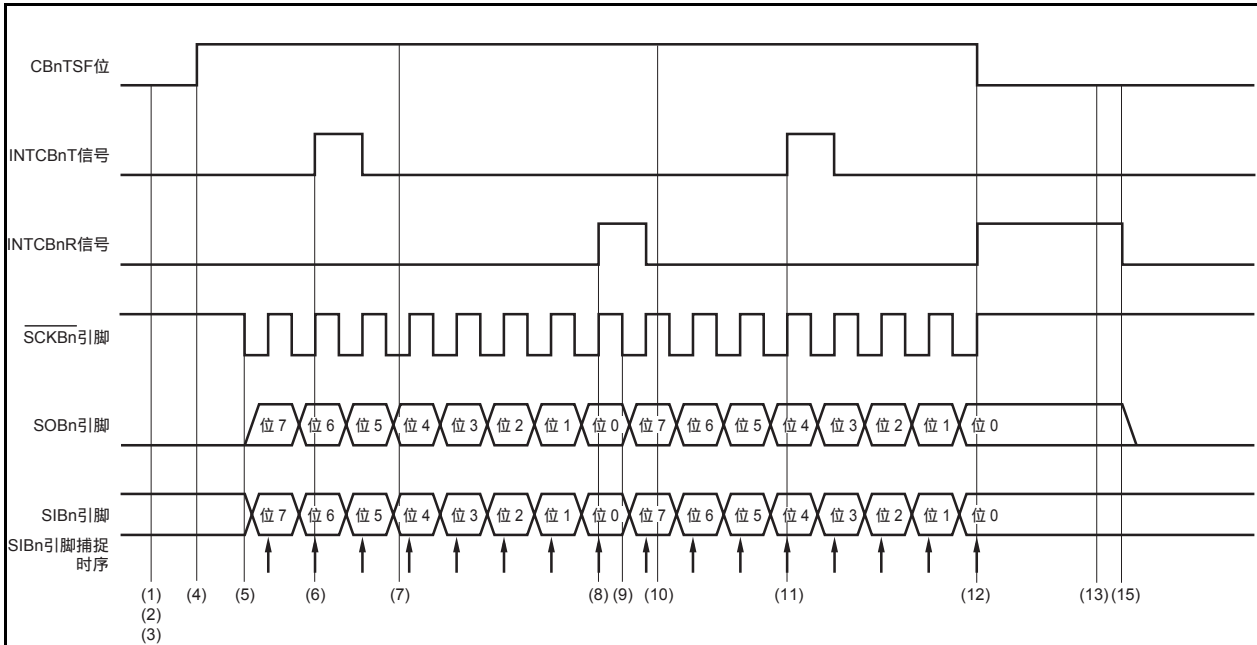 CBnTSF位
INTCBnT信号
INTCBnR信号
SCKBn引脚
SOBn引脚
位 7 位 6 位 5 位 4 位 3 位 2 位 1 位 0 位 7 位 6 位 5 位 4 位 3 位 2 位 1 位 0
SIBn引脚
位 7 位 6 位 5 位 4 位 3 位 2 位 1 位 0 位 7 位 6 位 5 位 4 位 3 位 2 位 1 位 0
SIBn引脚捕捉
时序
(1) (4) (5) (6) (7) (8) (9) (10) (11) (12) (13) (15)
(2)
(3)